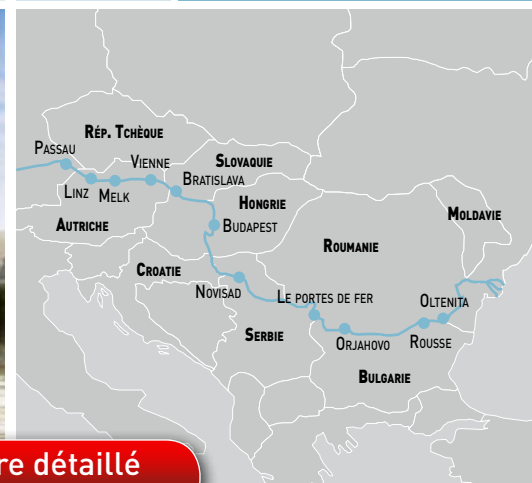 RÉP. TCHÈQUE
PASSAU
VIENNE
SLOVAQUIE
BRATISLAVA
LINZ
MELK
HONGRIE
MOLDAVIE
AUTRICHE
BUDAPEST
ROUMANIE
CROATIE
NOVISAD
LE PORTES DE FER
OLTENITA
SERBIE
ORJAHOVO
ROUSSE
BULGARIE
re détaillé